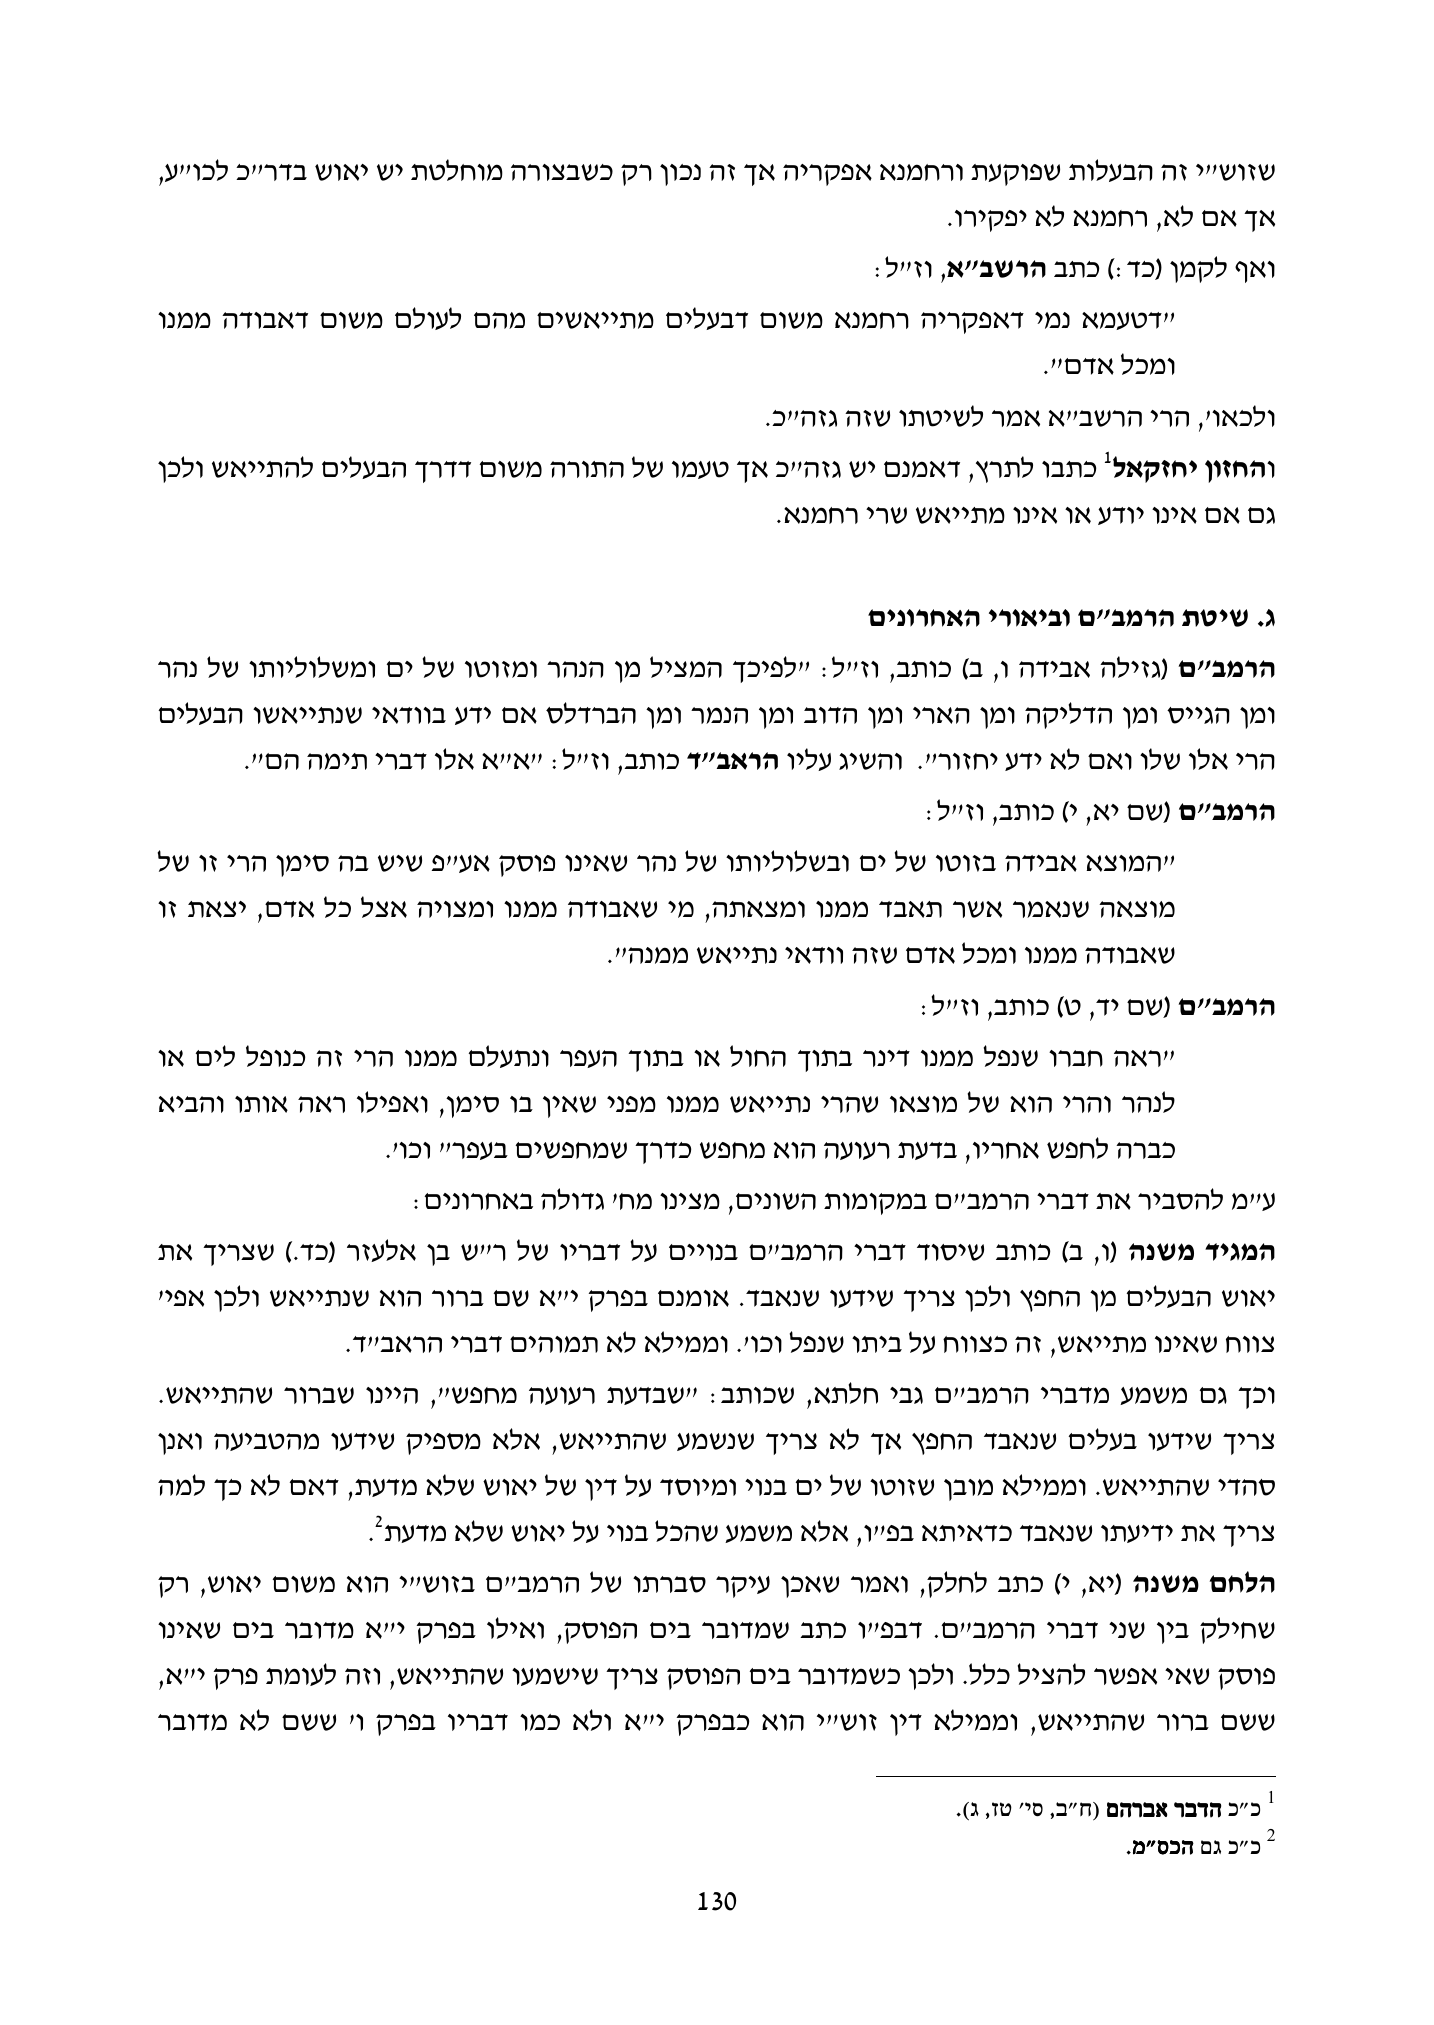 שזוש״י זה הבעלות שפוקעת ורחמנא אפקריה אך זה נכון רק כשבצורה מוחלטת יש יאוש בדר״כ לכו״ע,
אך אם לא, רחמנא לא יפקירו.
ואף לקמן (כד:) כתב הרשב״א, וז״ל:
״דטעמא נמי דאפקריה רחמנא משום דבעלים מתייאשים מהם לעולם משום דאבודה ממנו
ומכל אדם״.
ולכאו׳, הרי הרשב״א אמר לשיטתו שזה גזה״כ.
והחזון יחזקאל1 כתבו לתרץ, דאמנם יש גזה״כ אך טעמו של התורה משום דדרך הבעלים להתייאש ולכן
גם אם אינו יודע או אינו מתייאש שרי רחמנא.
ג. שיטת הרמב״ם וביאורי האחרונים
הרמב״ם (גזילה אבידה ו, ב) כותב, וז״ל: ״לפיכך המציל מן הנהר ומזוטו של ים ומשלוליותו של נהר
ומן הגייס ומן הדליקה ומן הארי ומן הדוב ומן הנמר ומן הברדלס אם ידע בוודאי שנתייאשו הבעלים
הרי אלו שלו ואם לא ידע יחזור״. והשיג עליו הראב״ד כותב, וז״ל: ״א״א אלו דברי תימה הם״.
הרמב״ם (שם יא, י) כותב, וז״ל:
״המוצא אבידה בזוטו של ים ובשלוליותו של נהר שאינו פוסק אע״פ שיש בה סימן הרי זו של
מוצאה שנאמר אשר תאבד ממנו ומצאתה, מי שאבודה ממנו ומצויה אצל כל אדם, יצאת זו
שאבודה ממנו ומכל אדם שזה וודאי נתייאש ממנה״.
הרמב״ם (שם יד, ט) כותב, וז״ל:
״ראה חברו שנפל ממנו דינר בתוך החול או בתוך העפר ונתעלם ממנו הרי זה כנופל לים או
לנהר והרי הוא של מוצאו שהרי נתייאש ממנו מפני שאין בו סימן, ואפילו ראה אותו והביא
כברה לחפש אחריו, בדעת רעועה הוא מחפש כדרך שמחפשים בעפר״ וכו׳.
ע״מ להסביר את דברי הרמב״ם במקומות השונים, מצינו מח׳ גדולה באחרונים:
המגיד משנה (ו, ב) כותב שיסוד דברי הרמב״ם בנויים על דבריו של ר״ש בן אלעזר (כד.) שצריך את
יאוש הבעלים מן החפץ ולכן צריך שידעו שנאבד. אומנם בפרק י״א שם ברור הוא שנתייאש ולכן אפי׳
צווח שאינו מתייאש, זה כצווח על ביתו שנפל וכו׳. וממילא לא תמוהים דברי הראב״ד.
וכך גם משמע מדברי הרמב״ם גבי חלתא, שכותב: ״שבדעת רעועה מחפש״, היינו שברור שהתייאש.
צריך שידעו בעלים שנאבד החפץ אך לא צריך שנשמע שהתייאש, אלא מספיק שידעו מהטביעה ואנן
סהדי שהתייאש. וממילא מובן שזוטו של ים בנוי ומיוסד על דין של יאוש שלא מדעת, דאם לא כך למה
צריך את ידיעתו שנאבד כדאיתא בפ״ו, אלא משמע שהכל בנוי על יאוש שלא מדעת2.
הלחם משנה (יא, י) כתב לחלק, ואמר שאכן עיקר סברתו של הרמב״ם בזוש״י הוא משום יאוש, רק
שחילק בין שני דברי הרמב״ם. דבפ״ו כתב שמדובר בים הפוסק, ואילו בפרק י״א מדובר בים שאינו
פוסק שאי אפשר להציל כלל. ולכן כשמדובר בים הפוסק צריך שישמעו שהתייאש, וזה לעומת פרק י״א,
ששם ברור שהתייאש, וממילא דין זוש״י הוא כבפרק י״א ולא כמו דבריו בפרק ו׳ ששם לא מדובר
1 כ״כ הדבר אברהם (ח״ב, סי׳ טז, ג).
2 כ״כ גם הכס״מ.
130